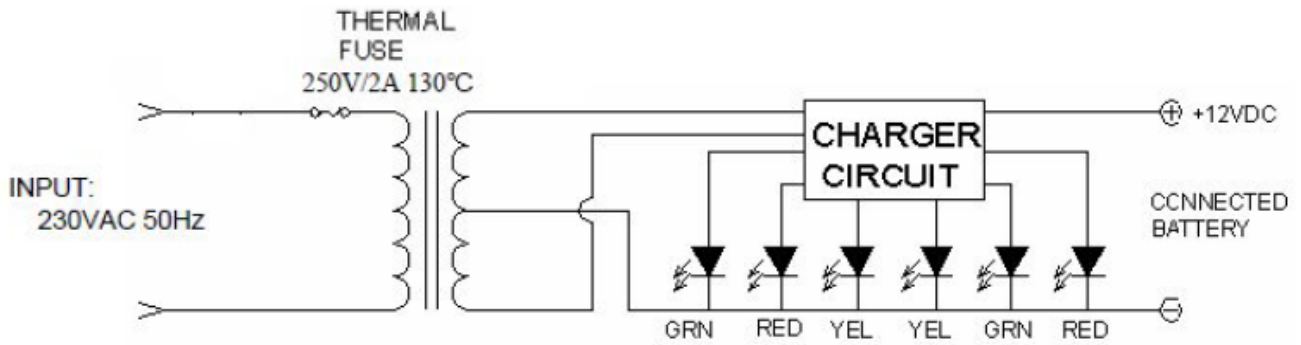 THERMAL
FUSE
250V/2A 130℃
INPUT:
230VAC 50Hz
CHARGER
CIRCUIT
+12VDC
CCNNECTED
BATTERY
GRN
RED
YEL
YEL
GRN
RED